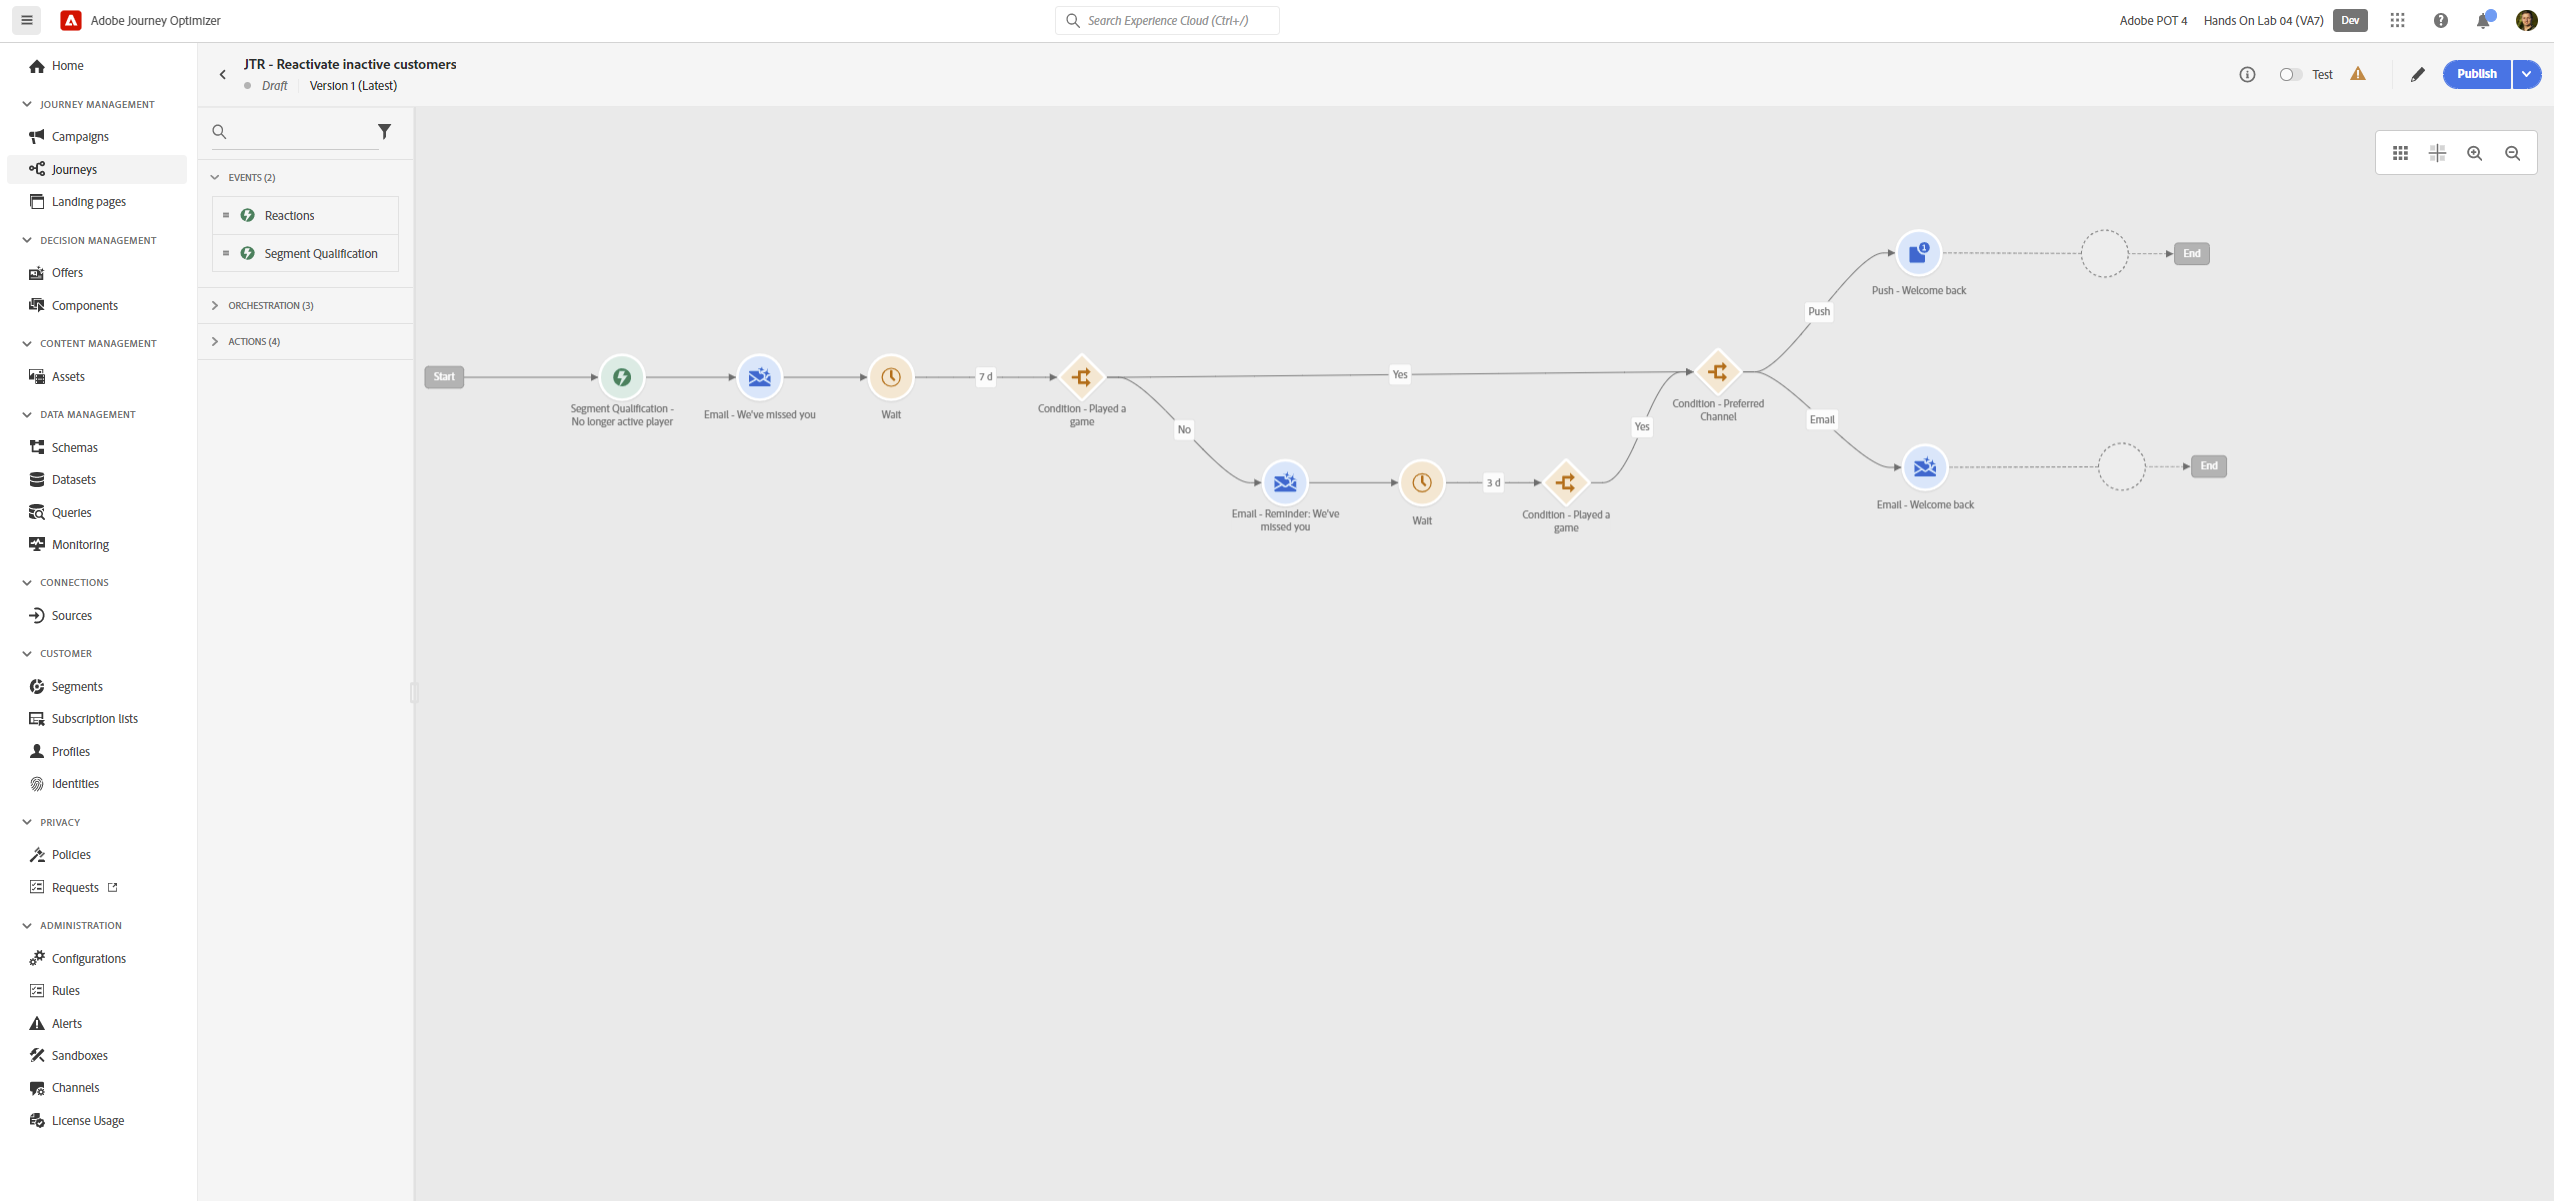 Adobe Journey Optimizer
Search Experience Cloud (Ctrl+/)
Adobe POT 4
Hands On Lab 04 (VA7)
Dev
Home
JOURNEY MANAGEMENT
Campaigns
Journeys
Landing pages
DECISION MANAGEMENT
Offers
Components
CONTENT MANAGEMENT
Assets
DATA MANAGEMENT
Schemas
Datasets
Queries
Monitoring
CONNECTIONS
Sources
CUSTOMER
Segments
Subscription lists
Profiles
Identities
PRIVACY
Policies
Requests
ADMINISTRATION
Configurations
Rules
Alerts
Sandboxes
Channels
License Usage
JTR - Reactivate inactive customers
Draft
Version 1 (Latest)
Test
Publish
EVENTS (2)
Reactions
Segment Qualification
ORCHESTRATION (3)
ACTIONS (4)
Start
Segment Qualification -
No longer active player
Email - We've missed you
Wait
7 d
Condition - Played a
game
Yes
No
Email - Reminder: We've
missed you
Wait
3 d
Condition - Played a
game
Yes
Condition - Preferred
Channel
Push
1
Push - Welcome back
End
Email
Email - Welcome back
End